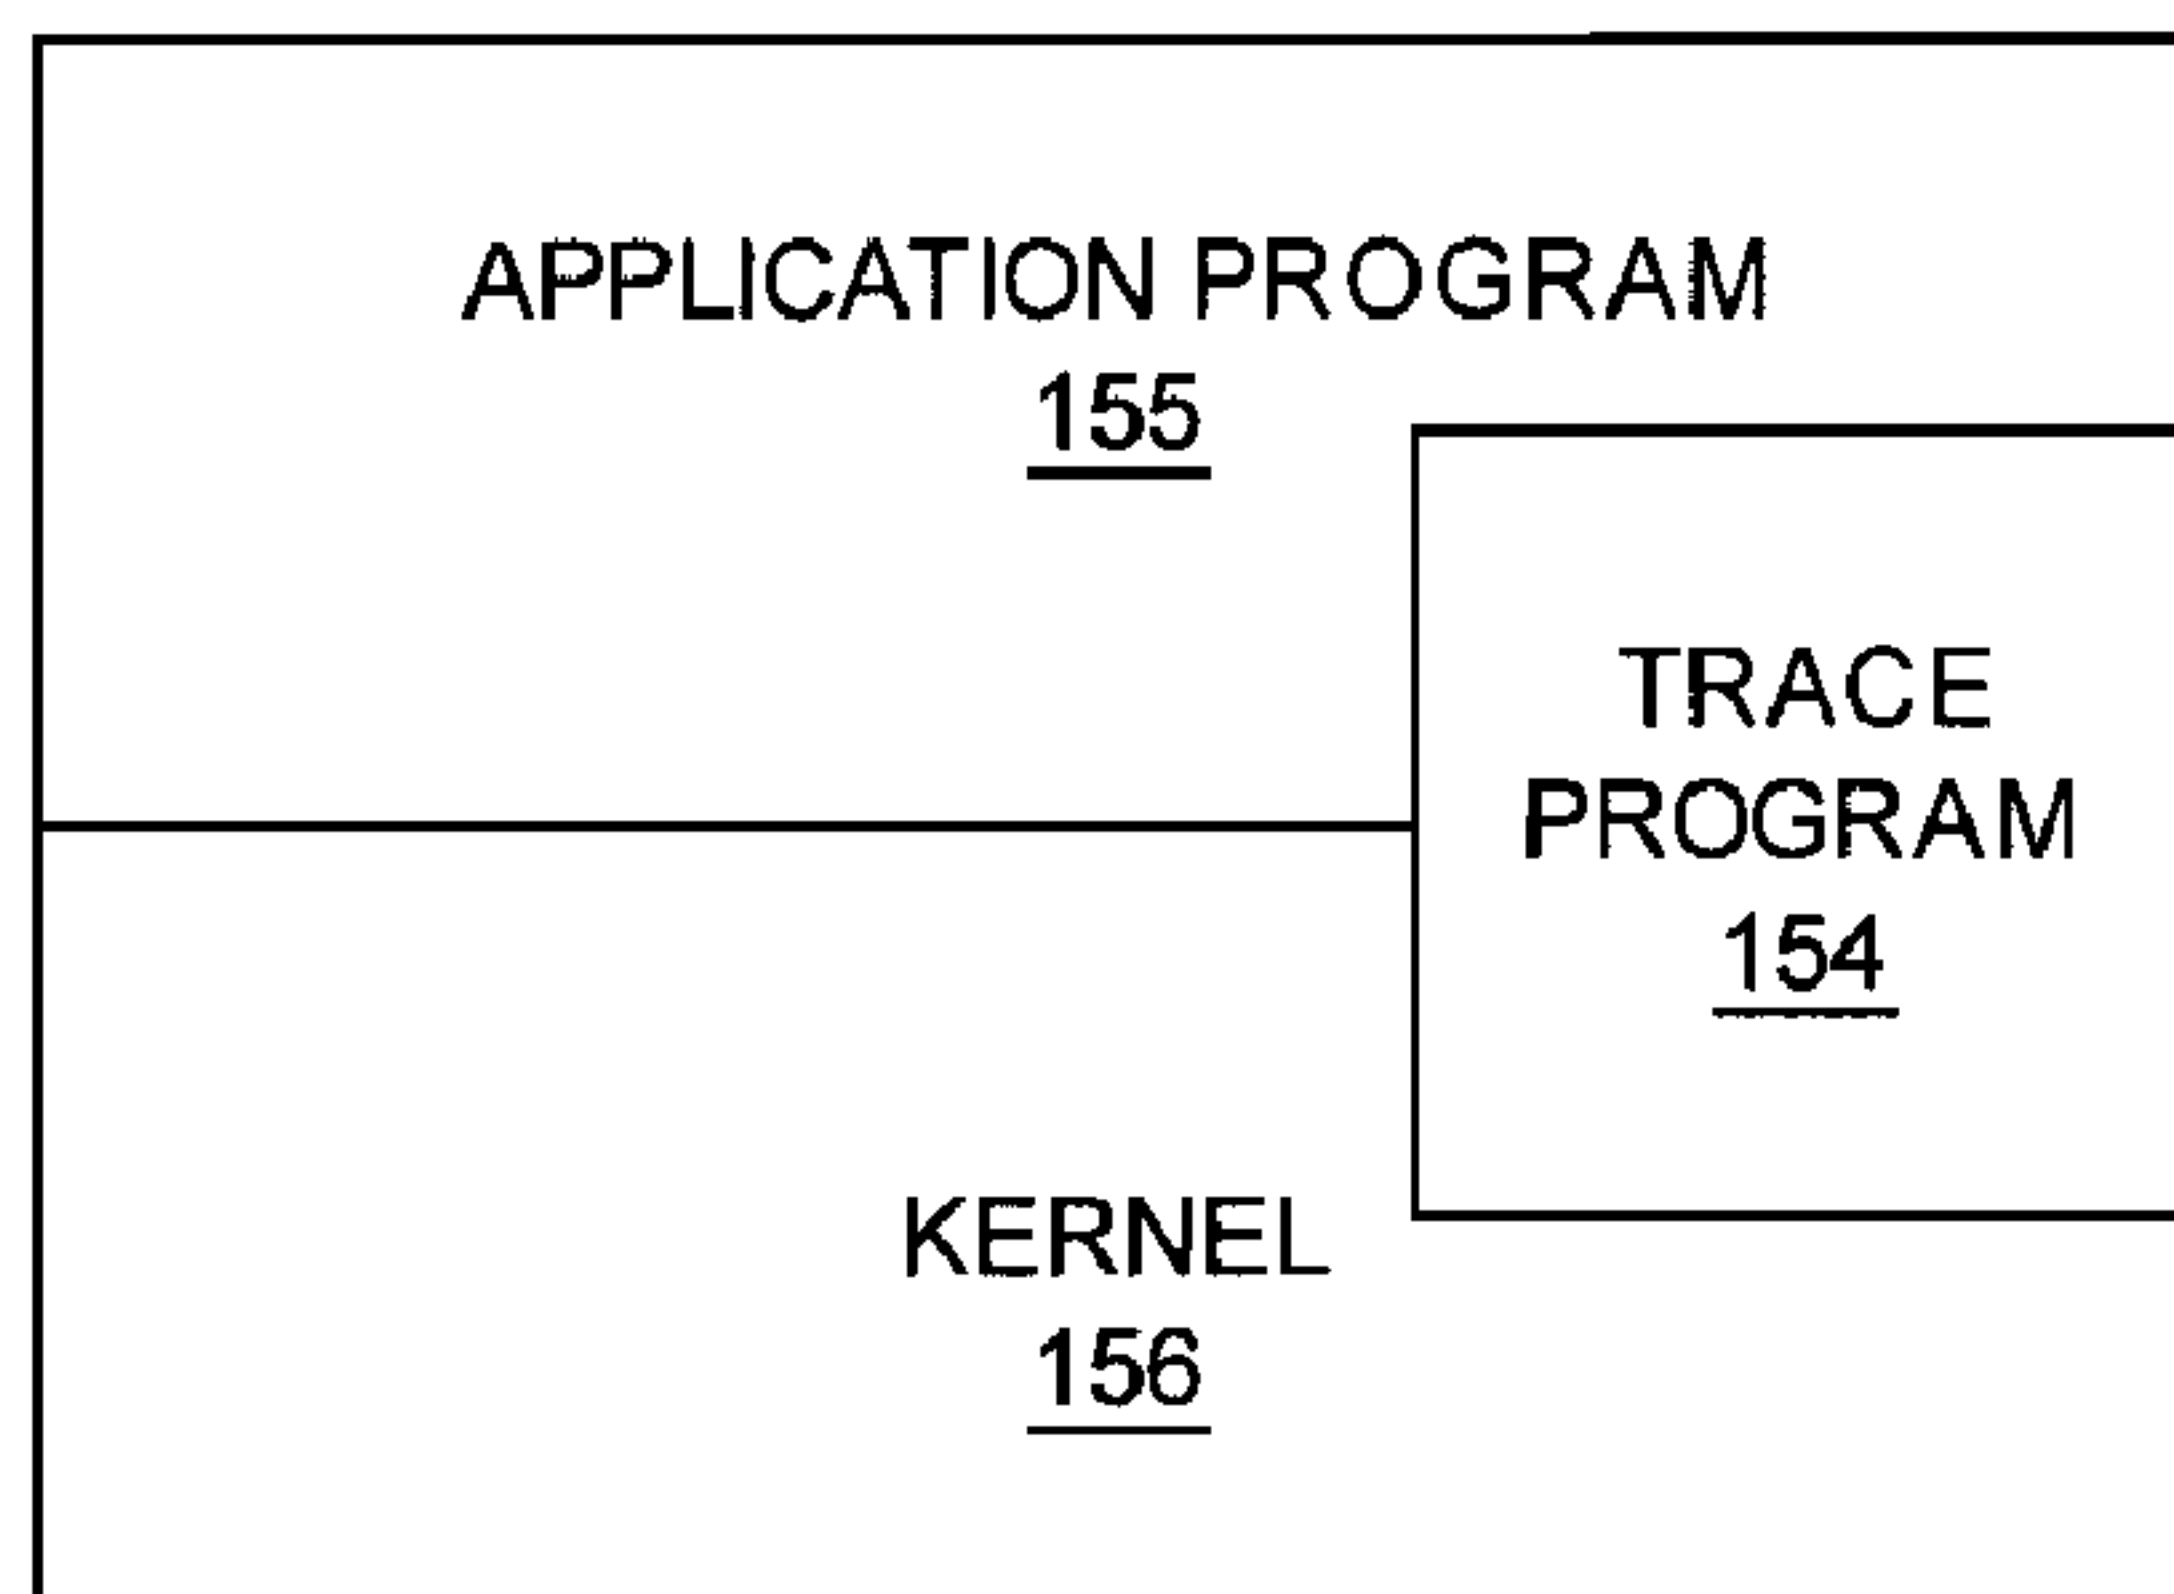 APPLICATION PROGRAM
155
TRACE
PROGRAM
154
KERNEL
156